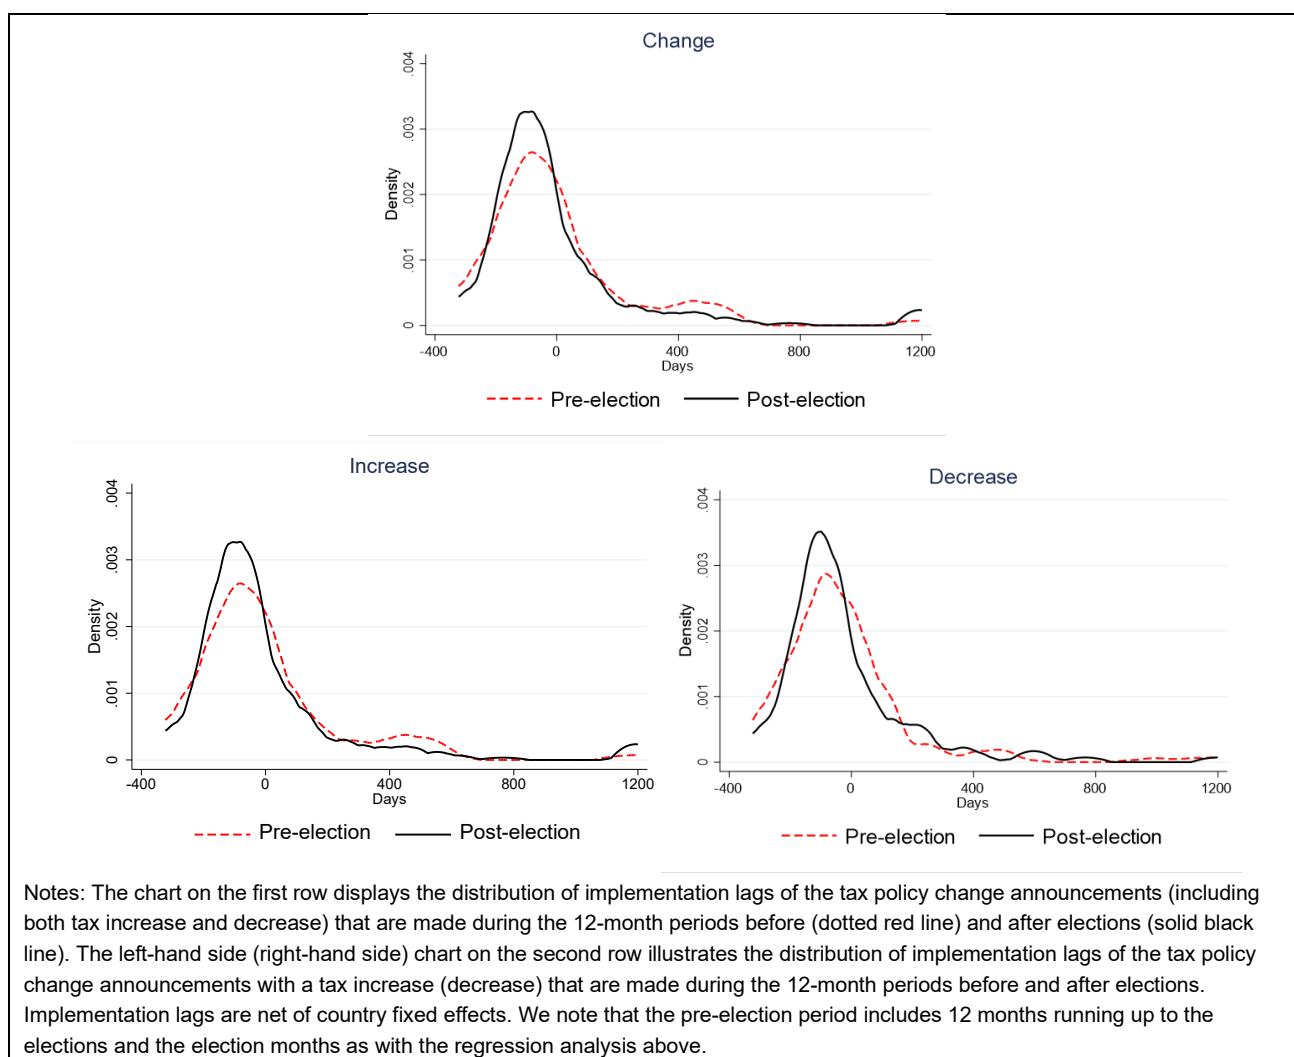 Change
.004
.003
.002
.001
0
Density
-400 0 400 800 1200
Days
Pre-election Post-election
Increase
.004
.003
.002
.001
0
Density
-400 0 400 800 1200
Days
Pre-election Post-election
Decrease
.004
.003
.002
.001
0
Density
-400 0 400 800 1200
Days
Pre-election Post-election
Notes: The chart on the first row displays the distribution of implementation lags of the tax policy change announcements (including
both tax increase and decrease) that are made during the 12-month periods before (dotted red line) and after elections (solid black
line). The left-hand side (right-hand side) chart on the second row illustrates the distribution of implementation lags of the tax policy
change announcements with a tax increase (decrease) that are made during the 12-month periods before and after elections.
Implementation lags are net of country fixed effects. We note that the pre-election period includes 12 months running up to the
elections and the election months as with the regression analysis above.